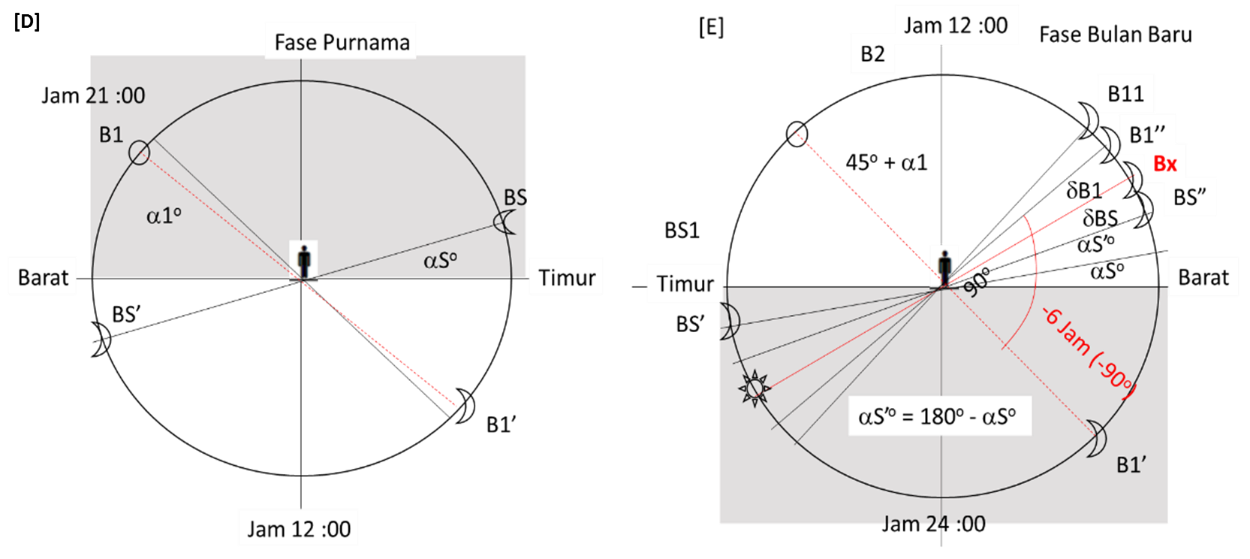 [D]
Fase Purnama
Jam 21 :00
B1
α1°
BS
αS°
Barat
Timur
BS’
B1’
Jam 12 :00
[E]
Jam 12 :00
Fase Bulan Baru
B2
B11
B1’’
Bx
45° + α1
δB1
BS’’
δBS
BS1
αS’°
αS°
90°
Timur
Barat
BS’
-6 Jam (-90°)
αS’° = 180° - αS°
B1’
Jam 24 :00